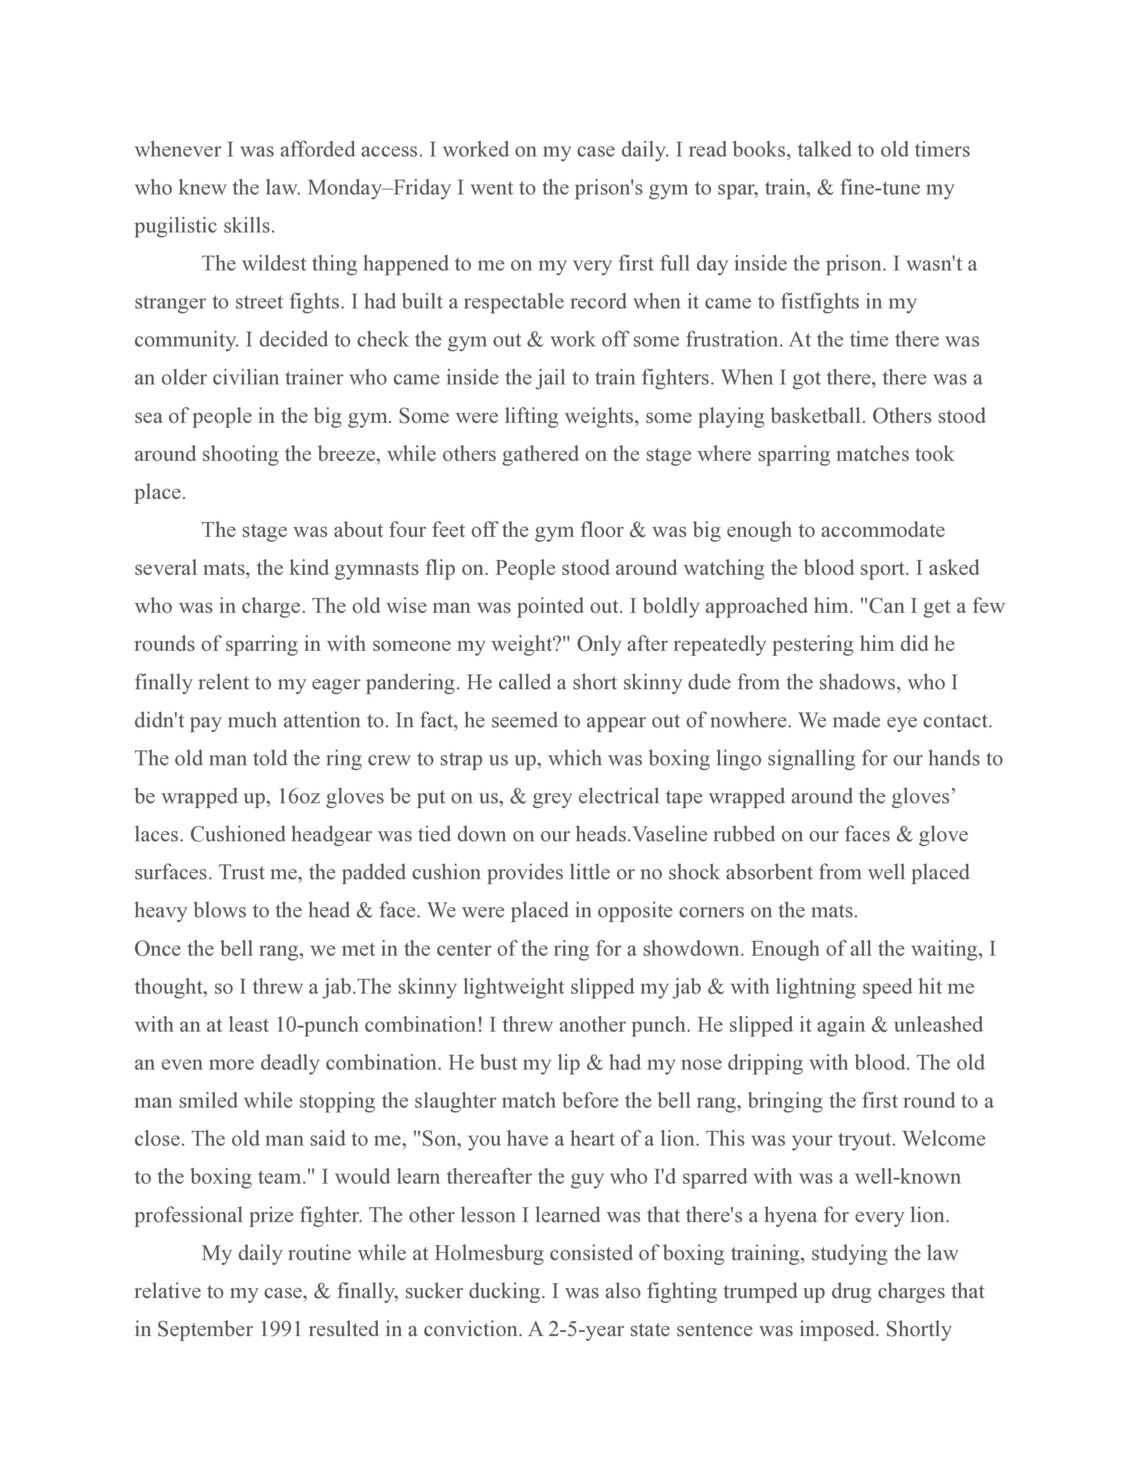 whenever I was afforded access. I worked on my case daily. I read books, talked to old timers
who knew the law. Monday–Friday I went to the prison's gym to spar, train, & fine-tune my
pugilistic skills.
The wildest thing happened to me on my very first full day inside the prison. I wasn't a
stranger to street fights. I had built a respectable record when it came to fistfights in my
community. I decided to check the gym out & work off some frustration. At the time there was
an older civilian trainer who came inside the jail to train fighters. When I got there, there was a
sea of people in the big gym. Some were lifting weights, some playing basketball. Others stood
around shooting the breeze, while others gathered on the stage where sparring matches took
place.
The stage was about four feet off the gym floor & was big enough to accommodate
several mats, the kind gymnasts flip on. People stood around watching the blood sport. I asked
who was in charge. The old wise man was pointed out. I boldly approached him. "Can I get a few
rounds of sparring in with someone my weight?" Only after repeatedly pestering him did he
finally relent to my eager pandering. He called a short skinny dude from the shadows, who I
didn't pay much attention to. In fact, he seemed to appear out of nowhere. We made eye contact.
The old man told the ring crew to strap us up, which was boxing lingo signalling for our hands to
be wrapped up, 16oz gloves be put on us, & grey electrical tape wrapped around the gloves’
laces. Cushioned headgear was tied down on our heads.Vaseline rubbed on our faces & glove
surfaces. Trust me, the padded cushion provides little or no shock absorbent from well placed
heavy blows to the head & face. We were placed in opposite corners on the mats.
Once the bell rang, we met in the center of the ring for a showdown. Enough of all the waiting, I
thought, so I threw a jab.The skinny lightweight slipped my jab & with lightning speed hit me
with an at least 10-punch combination! I threw another punch. He slipped it again & unleashed
an even more deadly combination. He bust my lip & had my nose dripping with blood. The old
man smiled while stopping the slaughter match before the bell rang, bringing the first round to a
close. The old man said to me, "Son, you have a heart of a lion. This was your tryout. Welcome
to the boxing team." I would learn thereafter the guy who I'd sparred with was a well-known
professional prize fighter. The other lesson I learned was that there's a hyena for every lion.
My daily routine while at Holmesburg consisted of boxing training, studying the law
relative to my case, & finally, sucker ducking. I was also fighting trumped up drug charges that
in September 1991 resulted in a conviction. A 2-5-year state sentence was imposed. Shortly